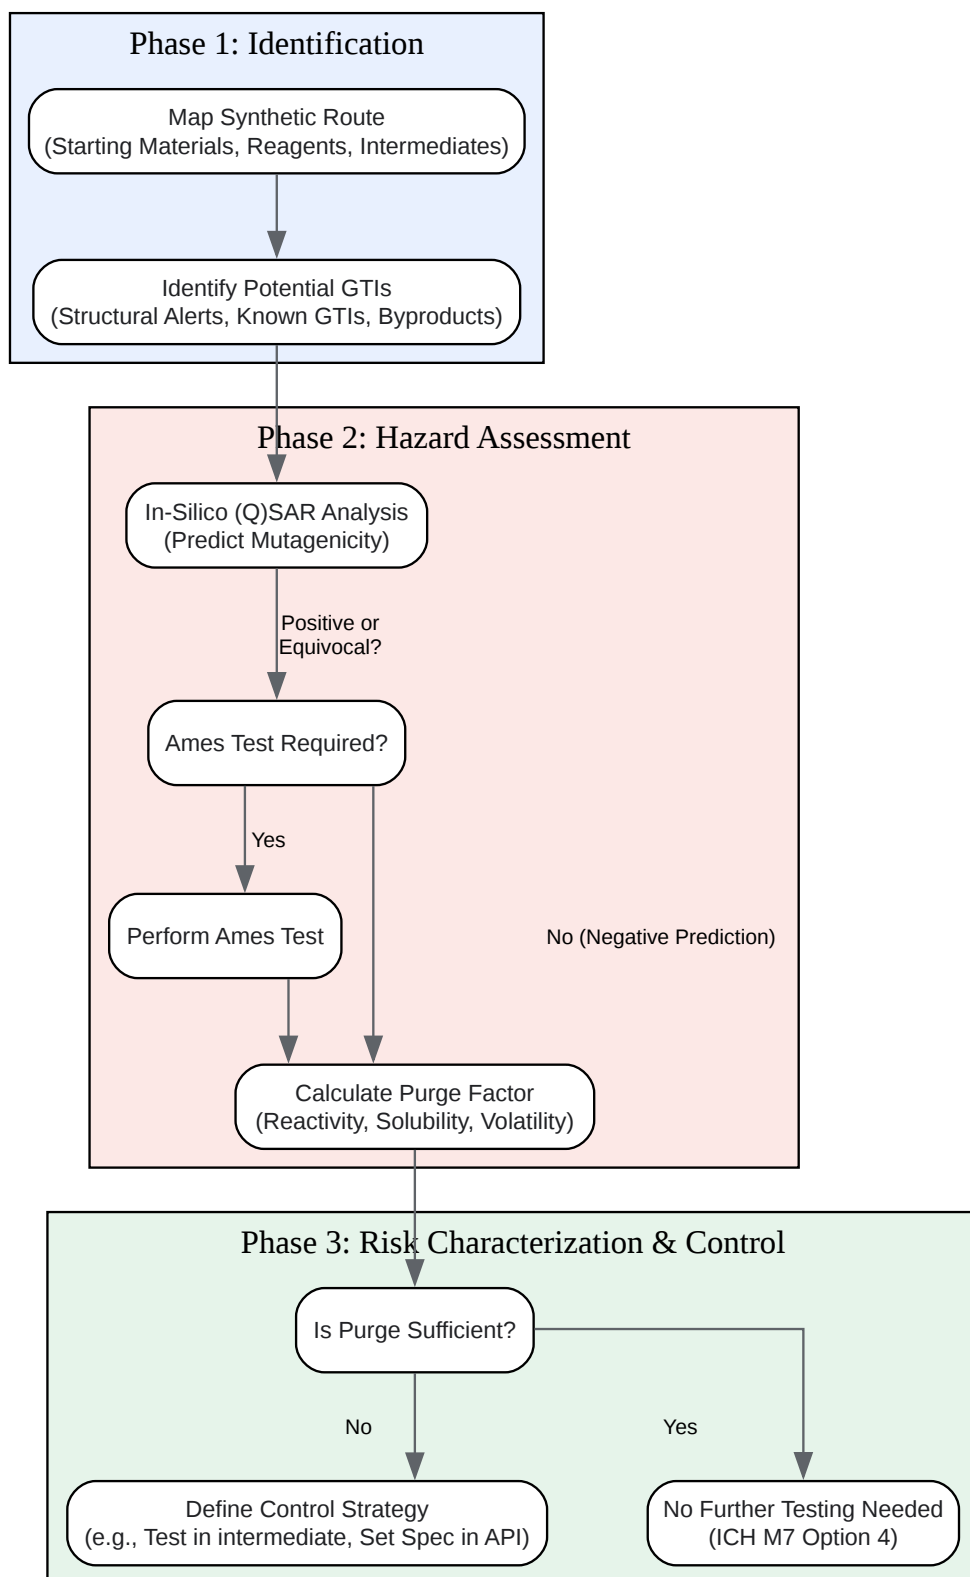 Phase 1: Identification
Map Synthetic Route
(Starting Materials, Reagents, Intermediates)
Identify Potential GTIs
(Structural Alerts, Known GTIs, Byproducts)
Phase 2: Hazard Assessment
In-Silico (Q)SAR Analysis
(Predict Mutagenicity)
Positive or
Equivocal?
Ames Test Required?
Yes
Perform Ames Test
No (Negative Prediction)
Calculate Purge Factor
(Reactivity, Solubility, Volatility)
Phase 3: Risk Characterization & Control
Is Purge Sufficient?
No
Yes
Define Control Strategy
(e.g., Test in intermediate, Set Spec in API)
No Further Testing Needed
(ICH M7 Option 4)